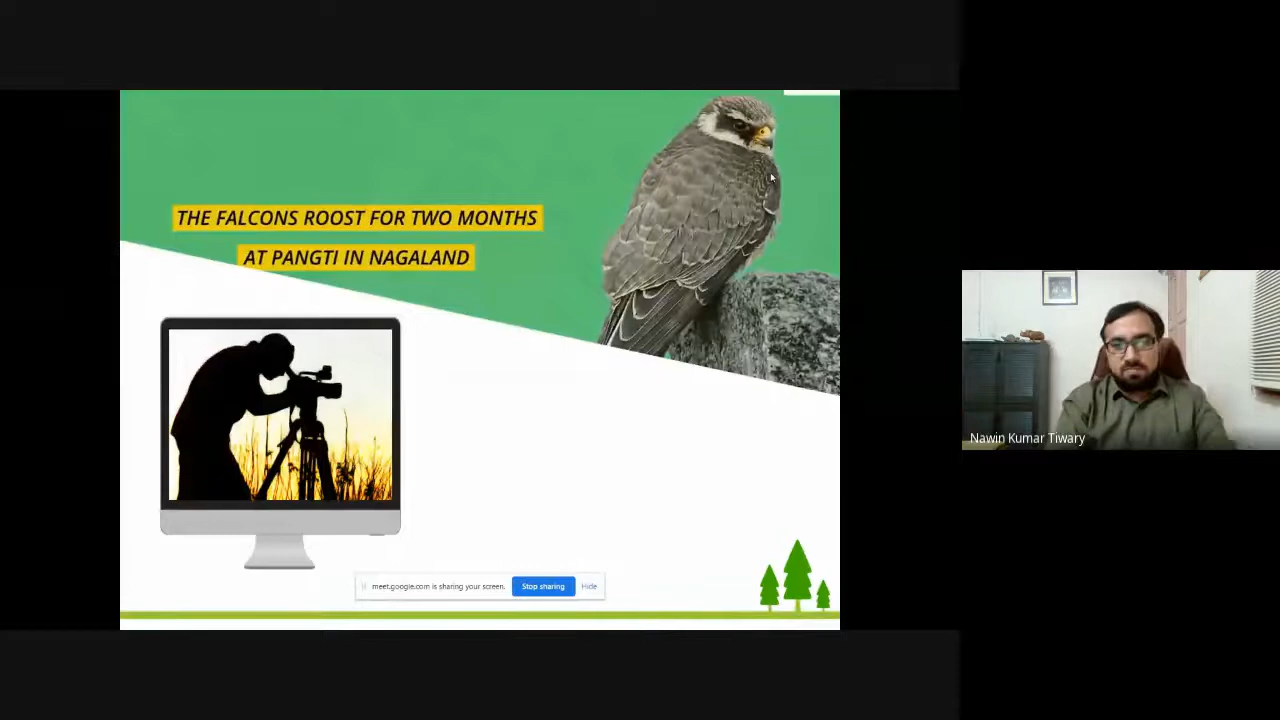 THE FALCONS ROOST FOR TWO MONTHS
AT PANGTI IN NAGALAND
meet.google.com is sharing your screen. Stop sharing Hide
Nawin Kumar Tiwary